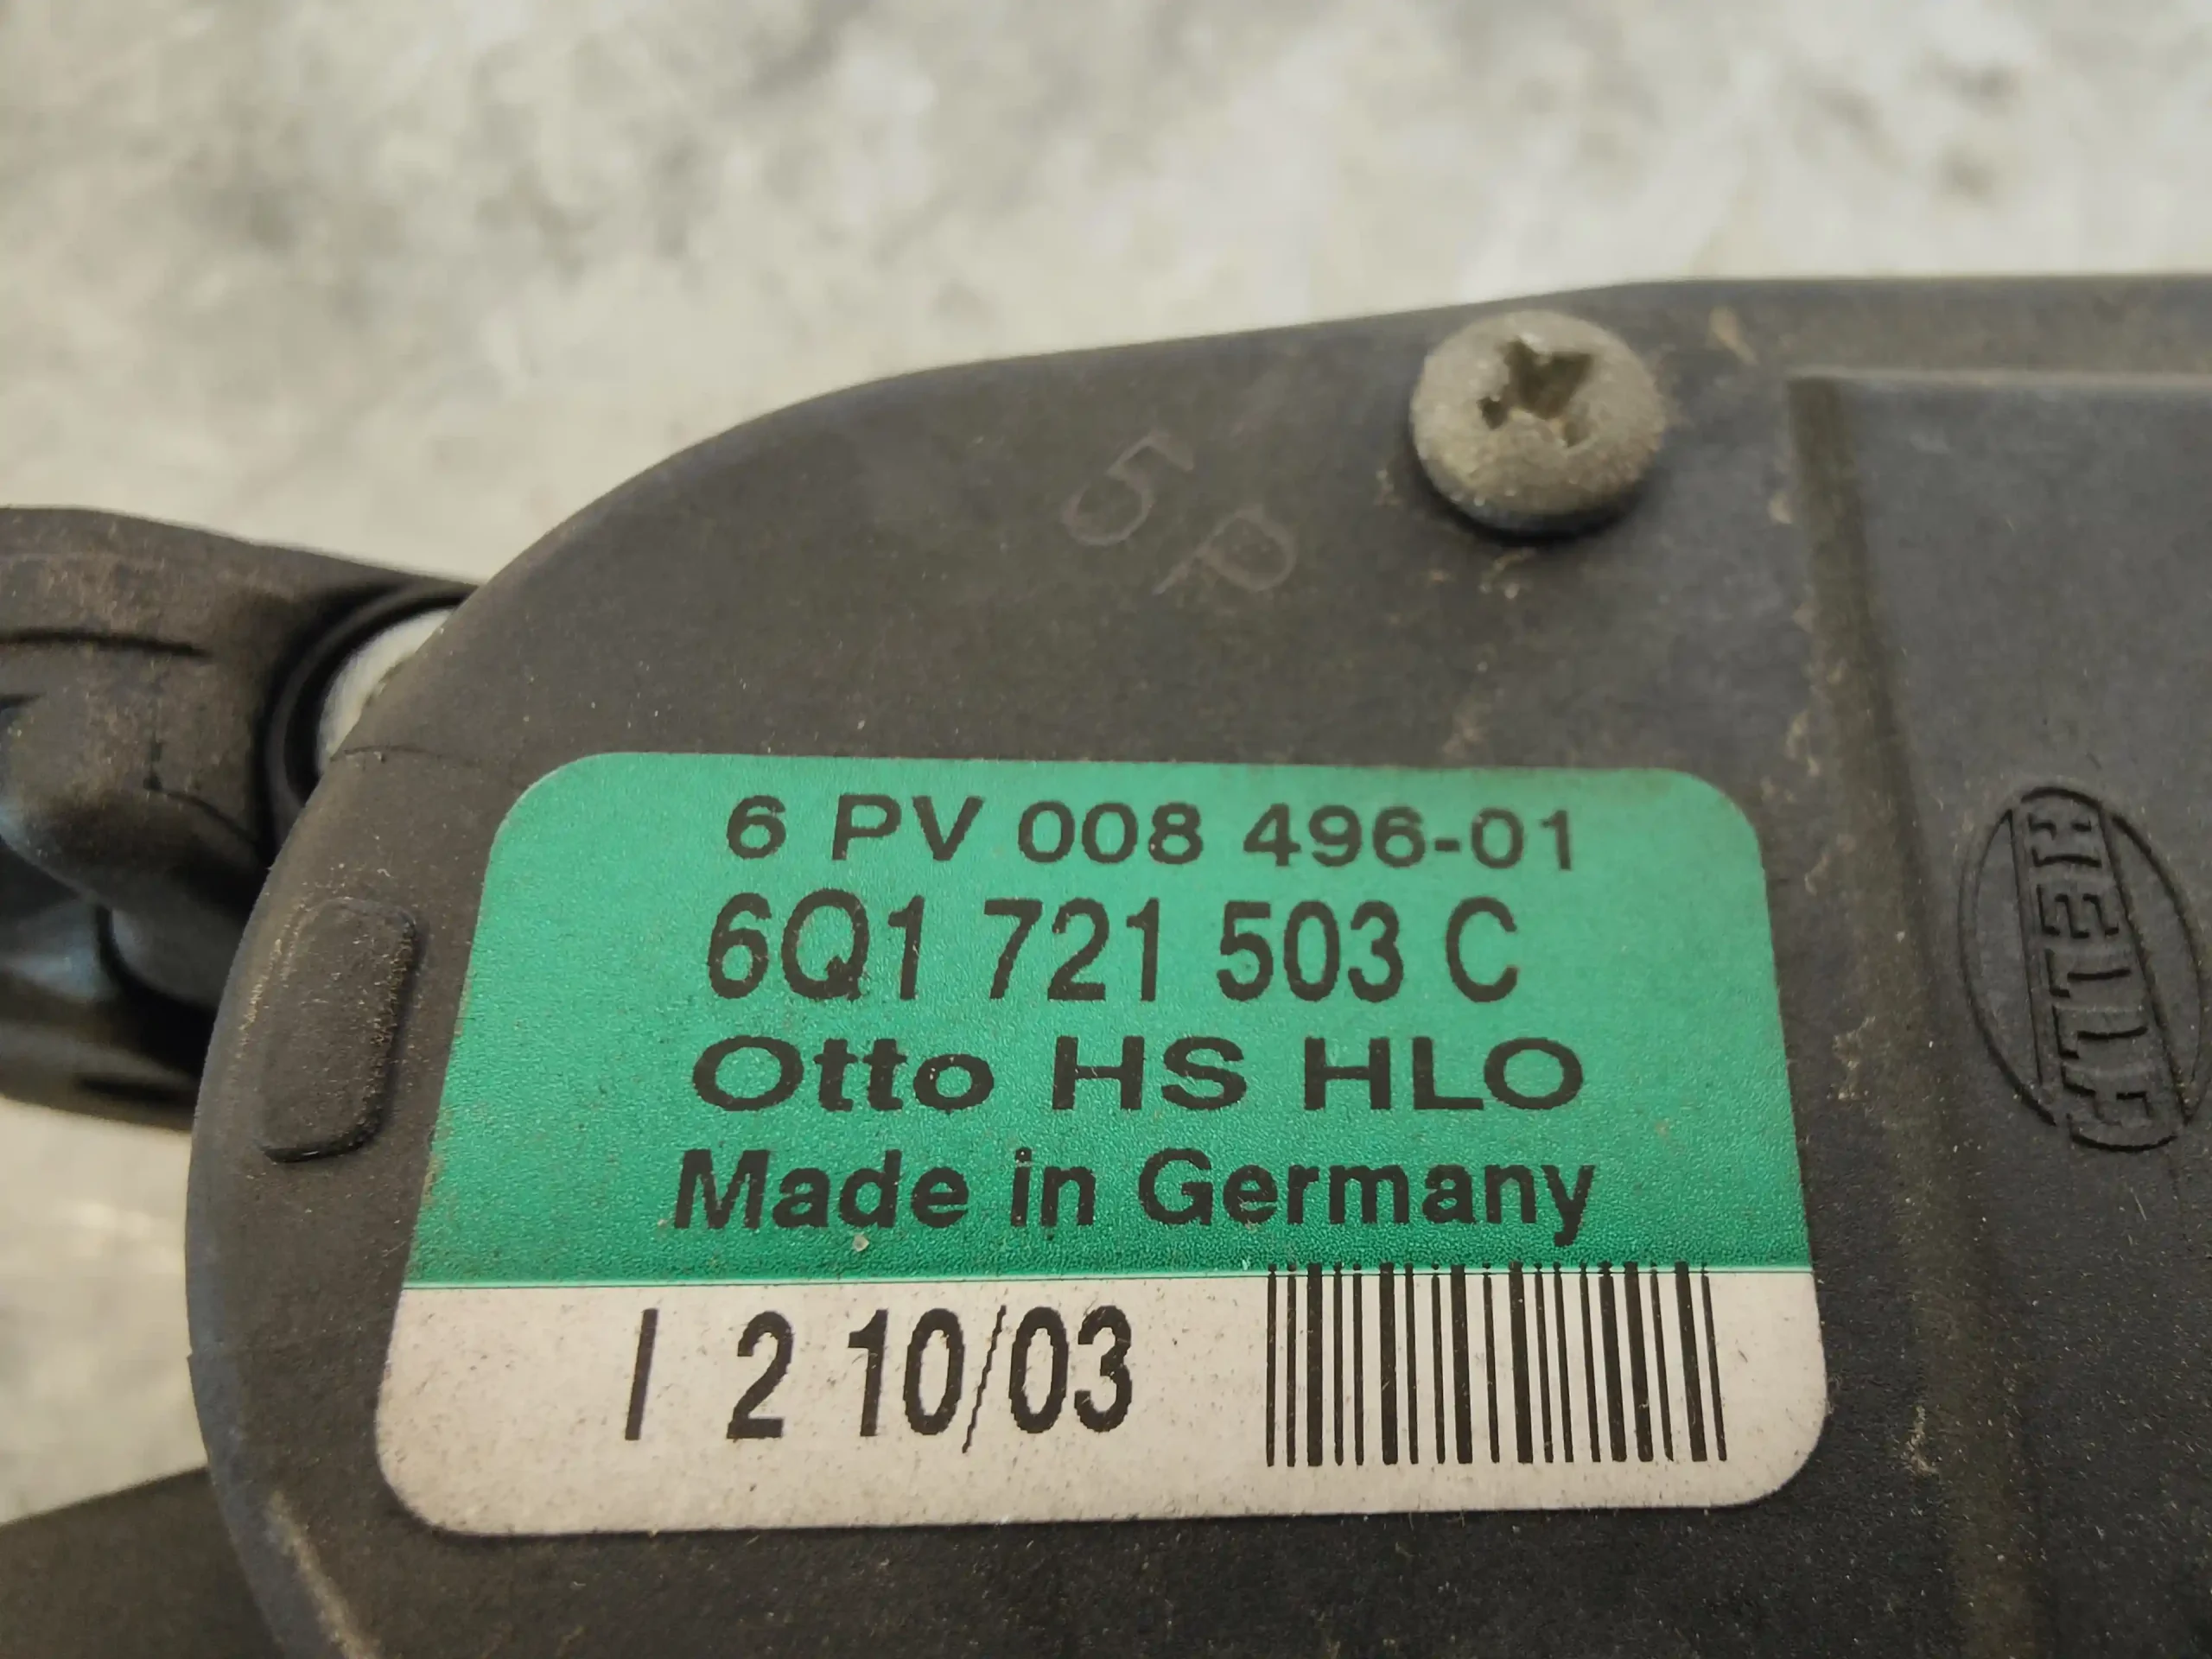 5P
6 PV 008 496-01
6Q1 721 503 C
Otto HS HLO
Made in Germany
I 2 10/03
HELLA